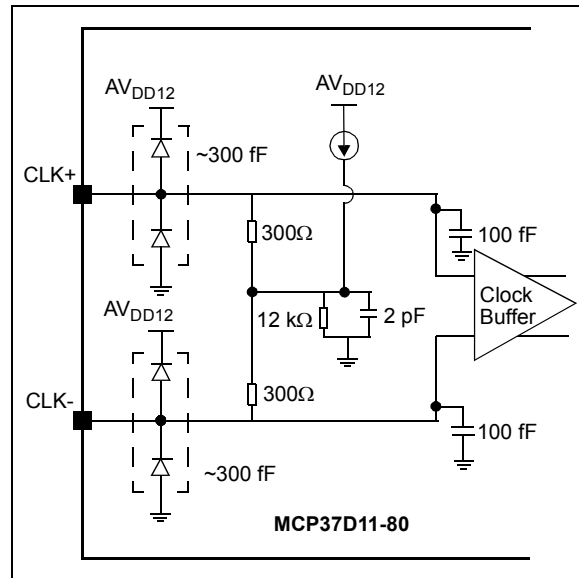 AVDD12
AVDD12
~300 fF
CLK+
300Ω
100 fF
Clock
Buffer
12 kΩ
2 pF
AVDD12
300Ω
CLK-
100 fF
~300 fF
MCP37D11-80